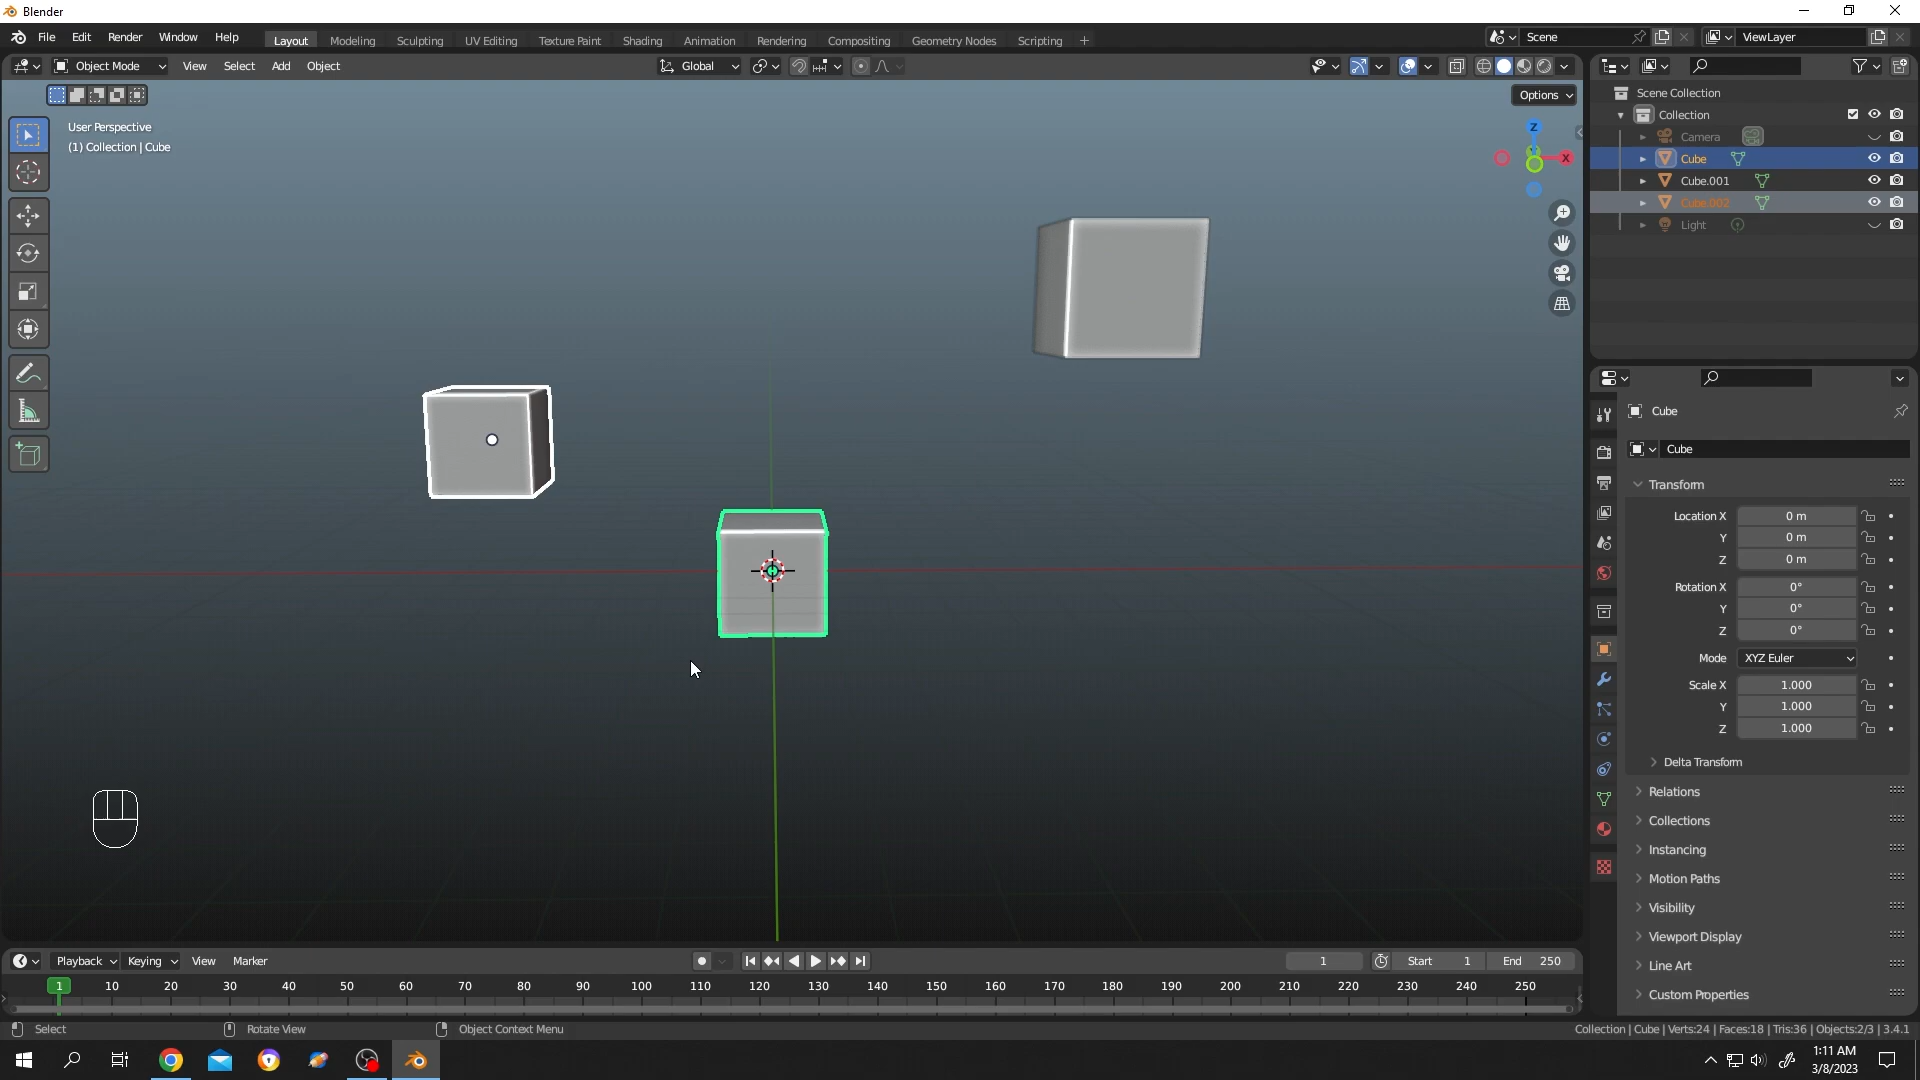 Blender
File Edit Render Window Help Layout Modeling Sculpting UV Editing Texture Paint Shading Animation Rendering Compositing Geometry Nodes Scripting + Scene ViewLayer
Object Mode View Select Add Object Global
Options
User Perspective
(1) Collection | Cube
Z
X
Scene Collection
Collection
Camera
Cube
Cube.001
Cube.002
Light
Cube
Cube
Transform
Location X 0 m
Y 0 m
Z 0 m
Rotation X 0°
Y 0°
Z 0°
Mode XYZ Euler
Scale X 1.000
Y 1.000
Z 1.000
Delta Transform
Relations
Collections
Instancing
Motion Paths
Visibility
Viewport Display
Line Art
Custom Properties
Playback Keying View Marker 1 Start 1 End 250
1 10 20 30 40 50 60 70 80 90 100 110 120 130 140 150 160 170 180 190 200 210 220 230 240 250
Select Rotate View Object Context Menu Collection | Cube | Verts:24 | Faces:18 | Tris:36 | Objects:2/3 | 3.4.1
1:11 AM
3/8/2023